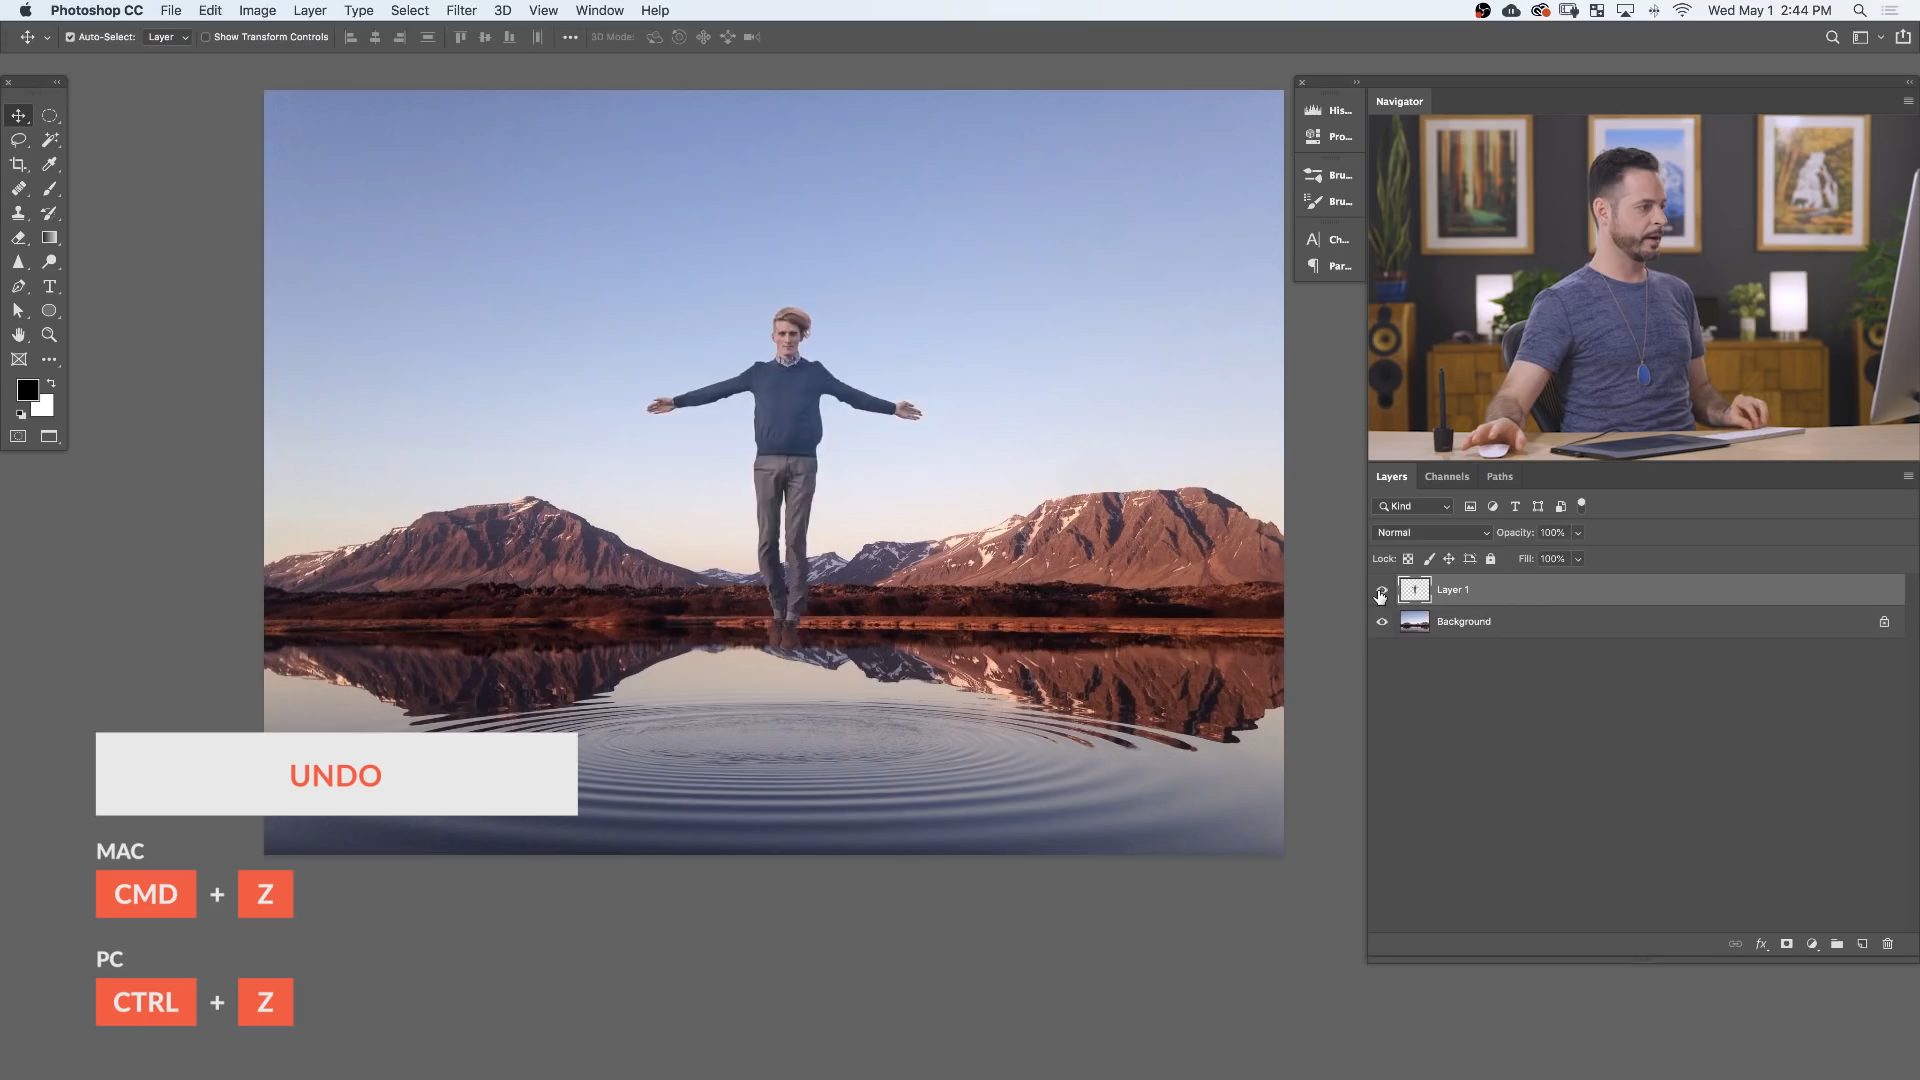 Photoshop CC File Edit Image Layer Type Select Filter 3D View Window Help Wed May 1 2:44 PM
Auto-Select: Layer Show Transform Controls 3D Mode:
Navigator
His...
Pro...
Bru...
Bru...
Ch...
Par...
Layers Channels Paths
Kind
Normal Opacity: 100%
Lock: Fill: 100%
Layer 1
Background
UNDO
MAC
CMD + Z
PC
CTRL + Z